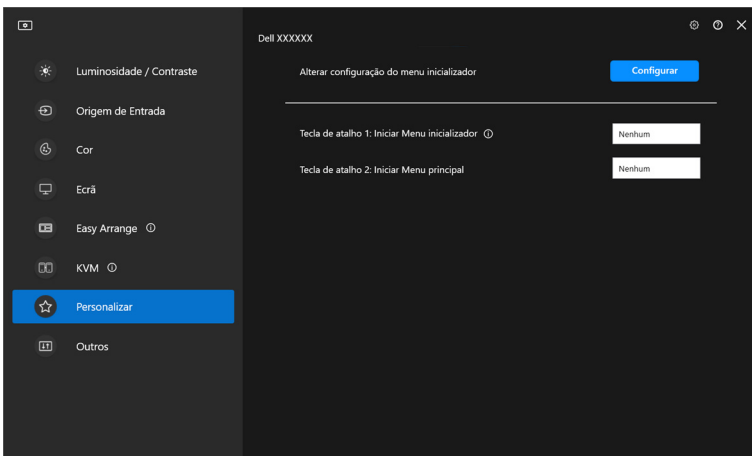 Dell XXXXXX
Luminosidade / Contraste
Origem de Entrada
Cor
Ecrã
Easy Arrange
KVM
Personalizar
Outros
Alterar configuração do menu inicializador
Configurar
Tecla de atalho 1: Iniciar Menu inicializador
Nenhum
Tecla de atalho 2: Iniciar Menu principal
Nenhum